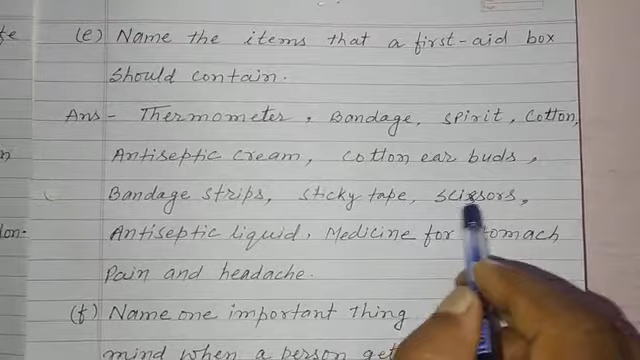 (e) Name the items that a first-aid box
should contain.
Ans- Thermometer, Bandage, spirit, cotton,
Antiseptic cream, cotton ear buds,
Bandage strips, sticky tape, scissors,
Antiseptic liquid, Medicine for stomach
Pain and headache.
(f) Name one important thing
mind when a person get